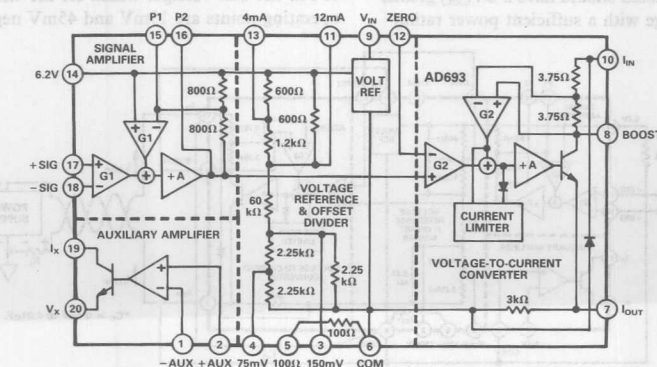 P1 P2 4mA 12mA VIN ZERO
15 16 13 11 9 12
SIGNAL
AMPLIFIER
6.2V 14
800Ω
800Ω
600Ω
600Ω
1.2kΩ
VOLT
REF
AD693
3.75Ω
3.75Ω
10 IIN
8 BOOST
- +
G1
- +
G2
+SIG 17
+ G1 -
+
+A
-SIG 18
- G2 +
+
+A
60
kΩ
VOLTAGE
REFERENCE
& OFFSET
DIVIDER
CURRENT
LIMITER
AUXILIARY AMPLIFIER
IX 19
+
-
2.25kΩ
2.25kΩ
2.25
kΩ
VOLTAGE-TO-CURRENT
CONVERTER
3kΩ
7 IOUT
VX 20
100Ω
1 2 4 5 3 6
-AUX +AUX 75mV 100Ω 150mV COM